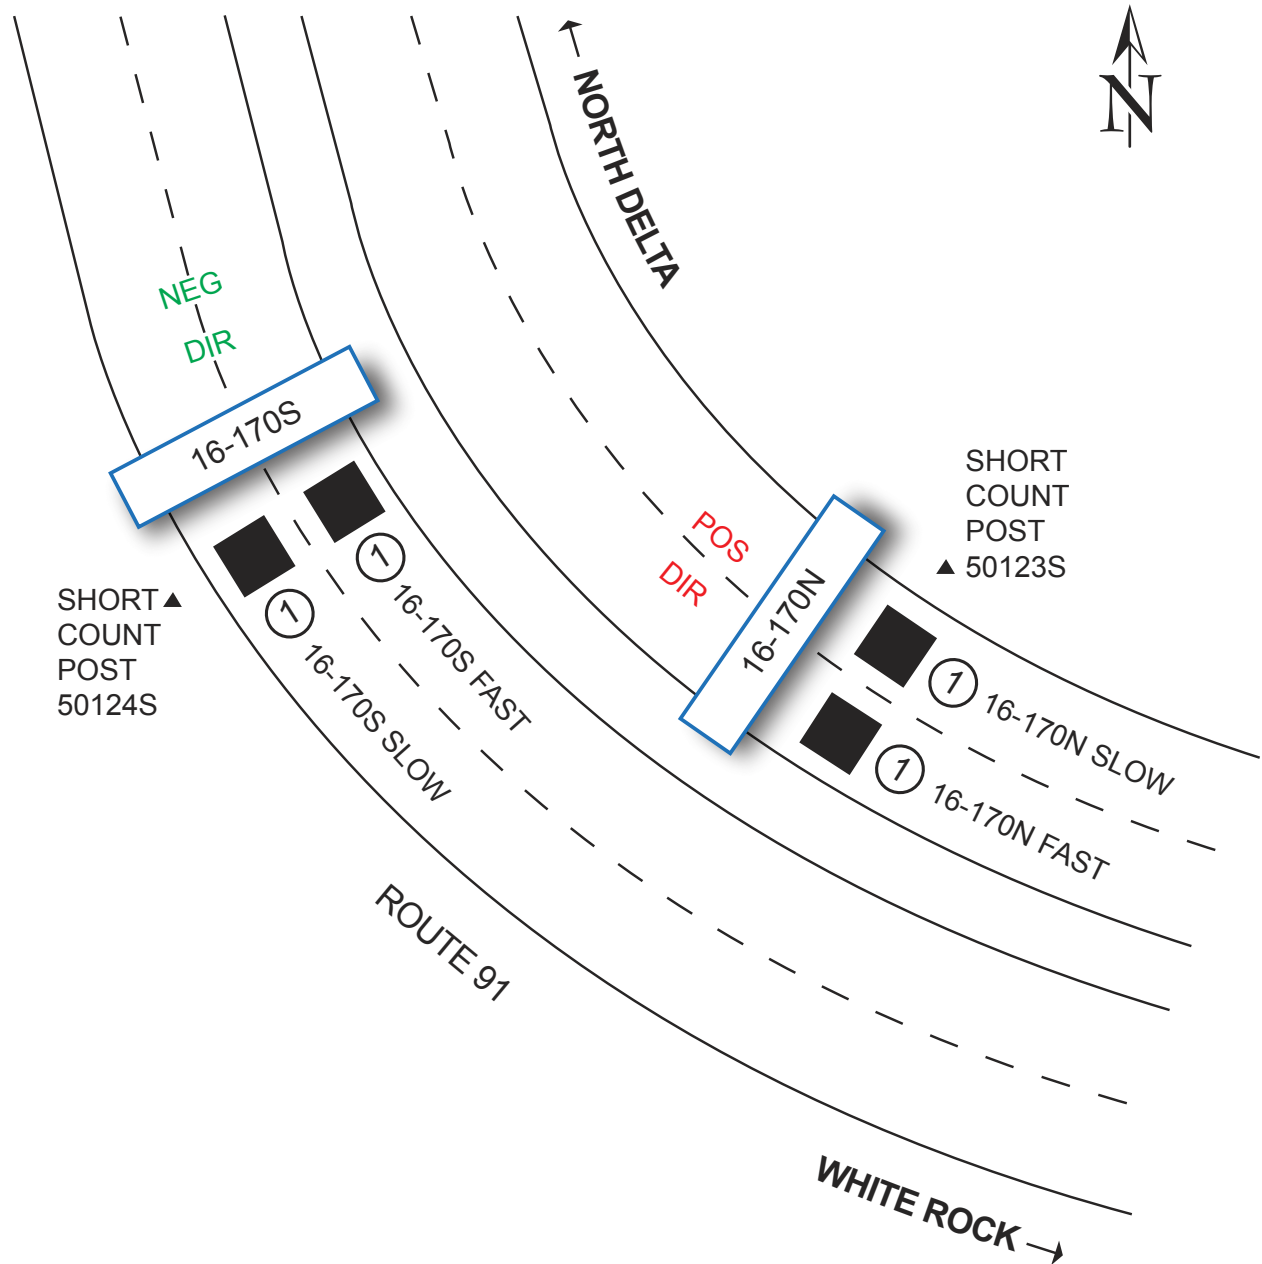 ← NORTH DELTA
N
NEG
DIR
16-170S
SHORT
COUNT
POST
50123S
POS
DIR
16-170N
SHORT
COUNT
POST
50124S
1
16-170S FAST
1
16-170S SLOW
1
16-170N SLOW
1
16-170N FAST
ROUTE 91
WHITE ROCK →